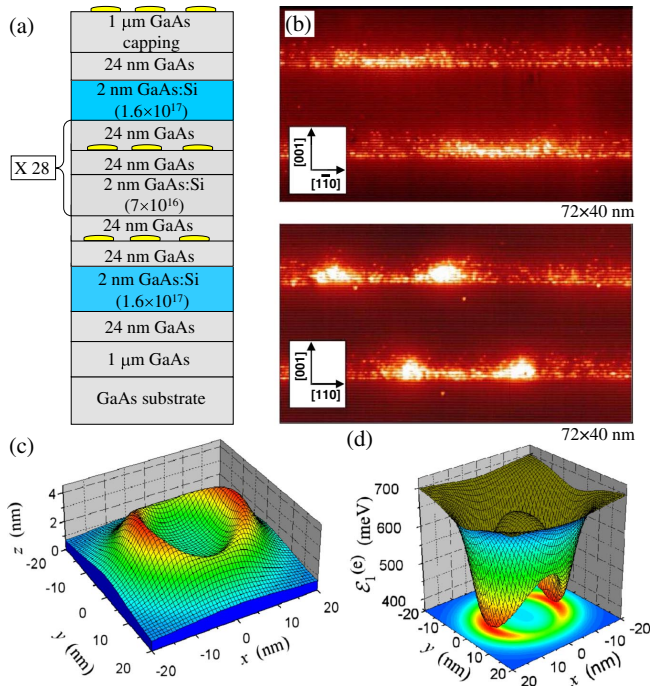 (a)
1 μm GaAs
capping
24 nm GaAs
2 nm GaAs:Si
(1.6×10¹⁷)
24 nm GaAs
X 28
24 nm GaAs
2 nm GaAs:Si
(7×10¹⁶)
24 nm GaAs
24 nm GaAs
2 nm GaAs:Si
(1.6×10¹⁷)
24 nm GaAs
1 μm GaAs
GaAs substrate
(b)
[001]
[11̄0]
72×40 nm
[001]
[110]
72×40 nm
(c)
4
2
0
z (nm)
-20
-10
0
10
20
y (nm)
-20
-10
0
10
20
x (nm)
(d)
700
600
500
400
ℰ₁⁽ᵉ⁾ (meV)
-20
-10
0
10
20
y (nm)
20
10
0
-10
-20
x (nm)